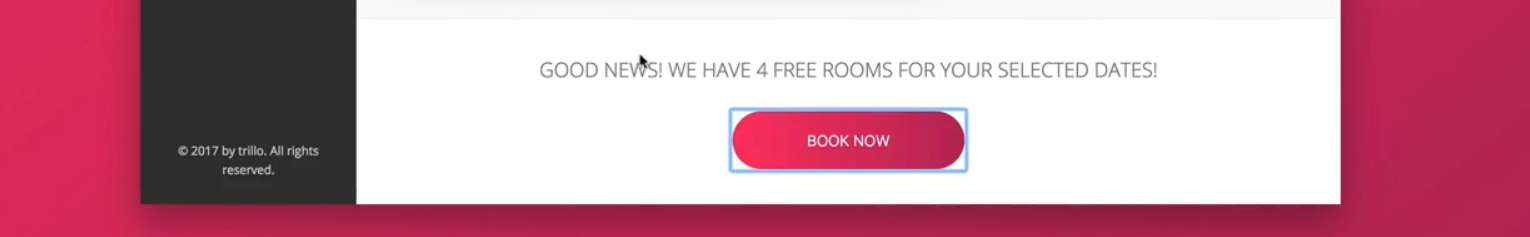 GOOD NEWS! WE HAVE 4 FREE ROOMS FOR YOUR SELECTED DATES!
BOOK NOW
© 2017 by trillo. All rights
reserved.